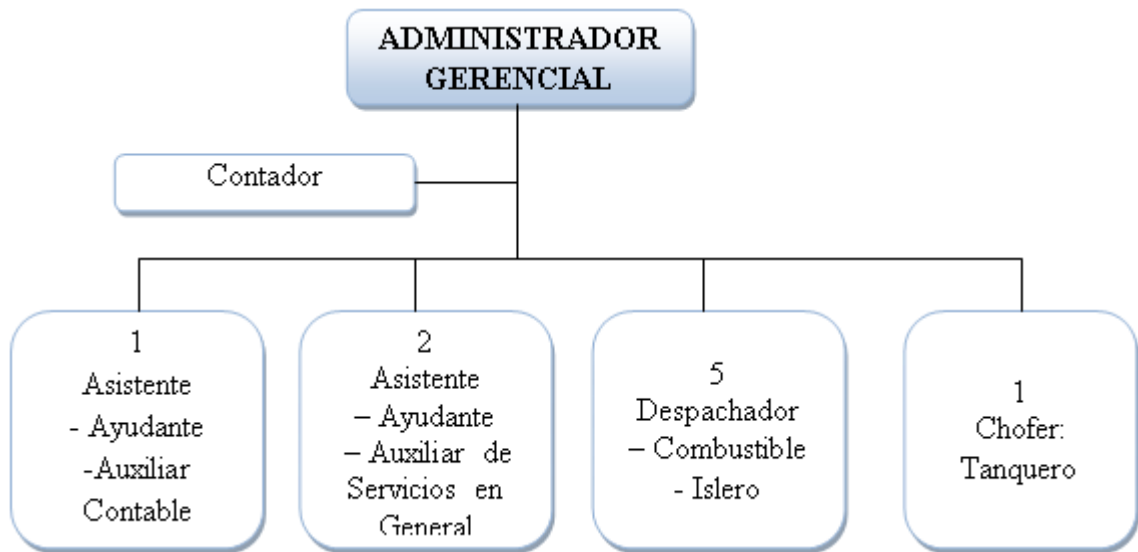 ADMINISTRADOR
GERENCIAL
Contador
1
Asistente
- Ayudante
-Auxiliar
Contable
2
Asistente
– Ayudante
– Auxiliar de
Servicios en
General
5
Despachador
– Combustible
- Islero
1
Chofer:
Tanquero